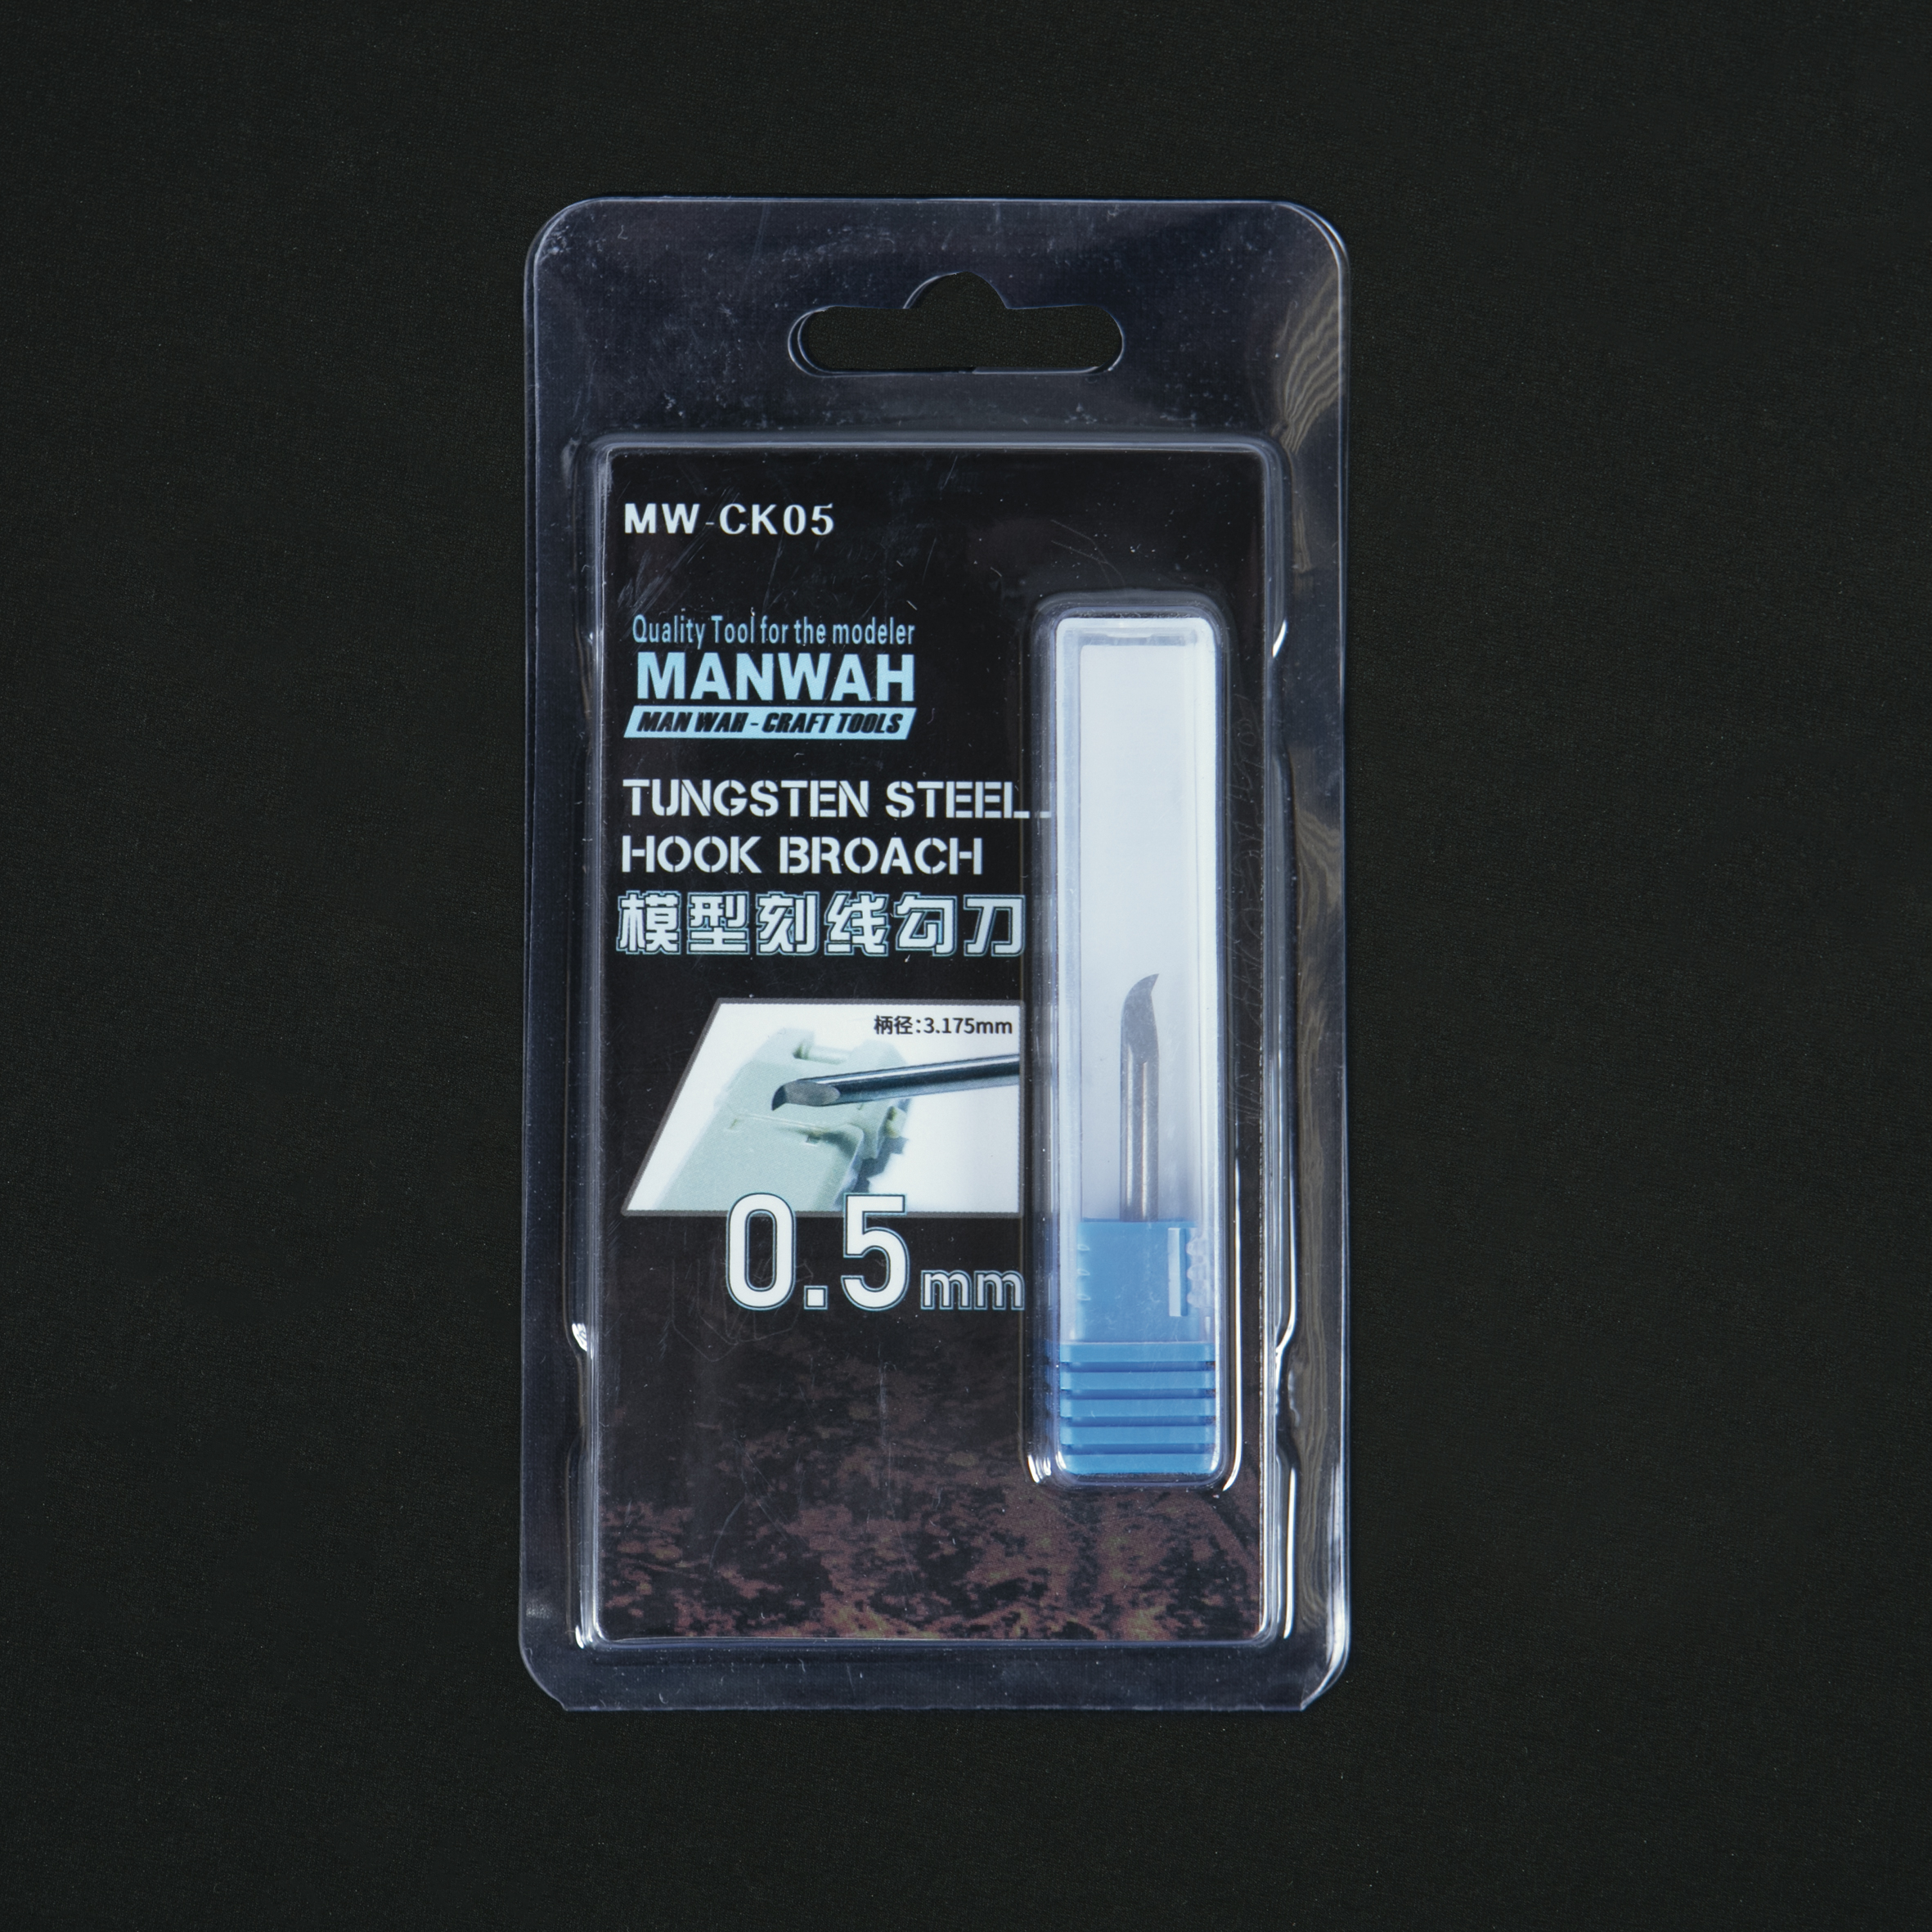 MW-CK05
Quality Tool for the modeler
MANWAH
MAN WAH - CRAFT TOOLS
TUNGSTEN STEEL
HOOK BROACH
模型刻线勾刀
柄径:3.175mm
0.5mm